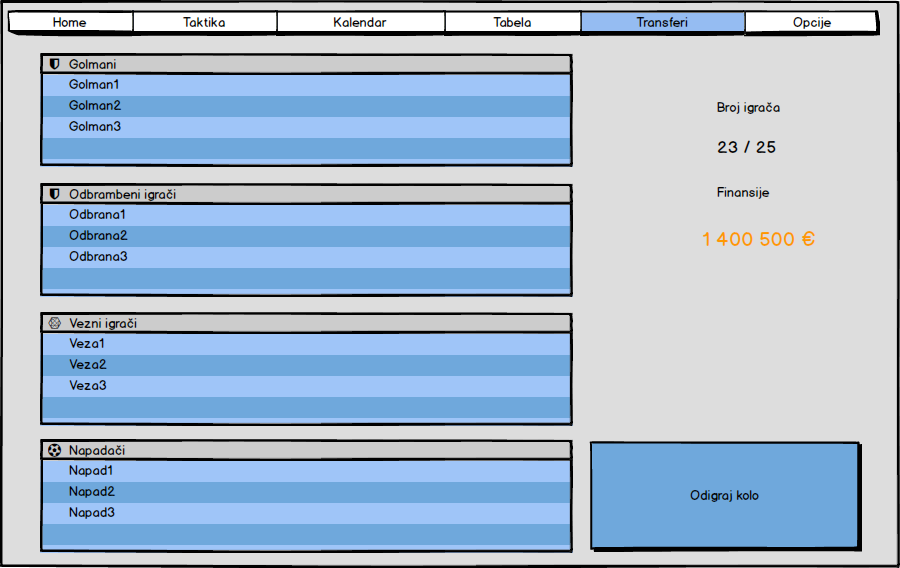 Home Taktika Kalendar Tabela Transferi Opcije
Golmani
Golman1
Golman2
Golman3
Odbrambeni igrači
Odbrana1
Odbrana2
Odbrana3
Vezni igrači
Veza1
Veza2
Veza3
Napadači
Napad1
Napad2
Napad3
Broj igrača
23 / 25
Finansije
1 400 500 €
Odigraj kolo